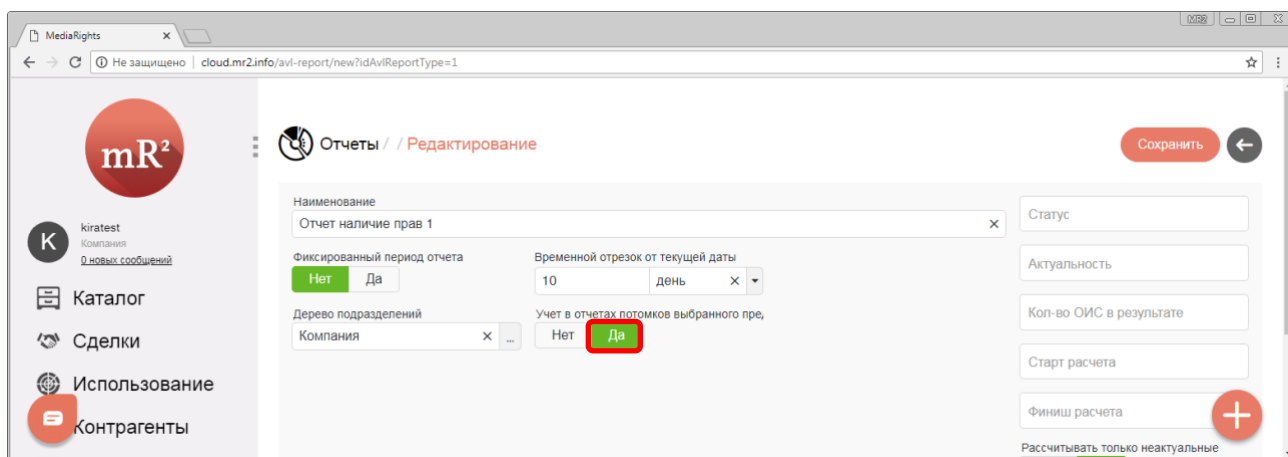 MR2
MediaRights
Не защищено | cloud.mr2.info/avl-report/new?idAvlReportType=1
mR²
Отчеты / / Редактирование
Сохранить
Наименование
Отчет наличие прав 1
Статус
K
kiratest
Компания
0 новых сообщений
Фиксированный период отчета
Временной отрезок от текущей даты
Нет Да
10 день
Актуальность
Каталог
Дерево подразделений
Учет в отчетах потомков выбранного пре
Кол-во ОИС в результате
Компания ...
Нет Да
Сделки
Старт расчета
Использование
Финиш расчета
Контрагенты
Рассчитывать только неактуальные